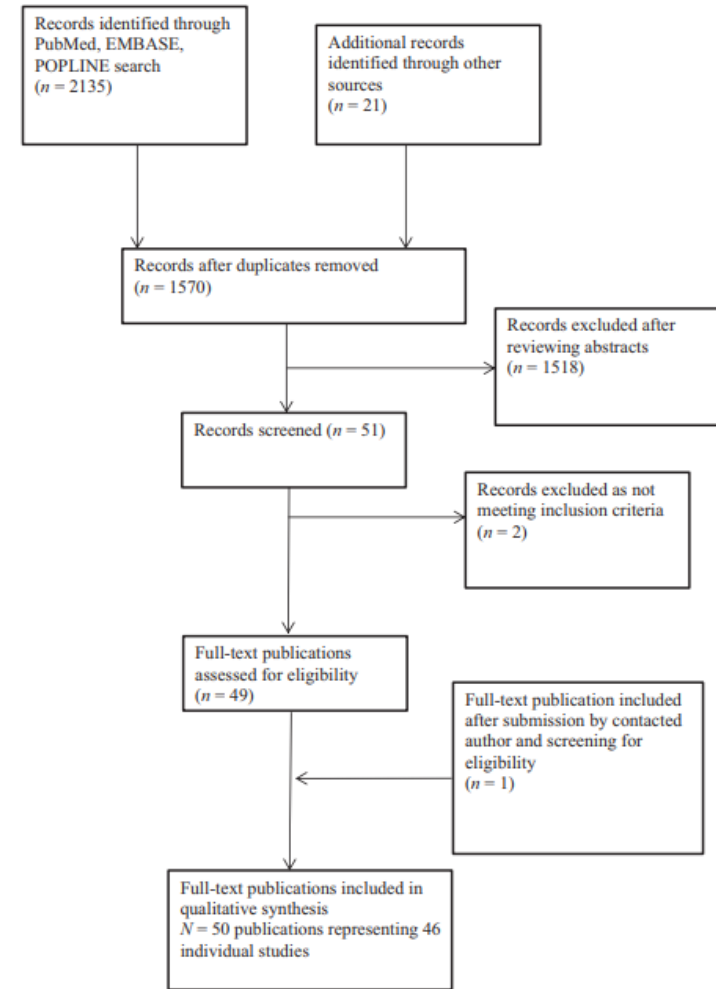 Records identified through
PubMed, EMBASE,
POPLINE search
(n = 2135)
Additional records
identified through other
sources
(n = 21)
Records after duplicates removed
(n = 1570)
Records excluded after
reviewing abstracts
(n = 1518)
Records screened (n = 51)
Records excluded as not
meeting inclusion criteria
(n = 2)
Full-text publications
assessed for eligibility
(n = 49)
Full-text publication included
after submission by contacted
author and screening for
eligibility
(n = 1)
Full-text publications included in
qualitative synthesis
N = 50 publications representing 46
individual studies